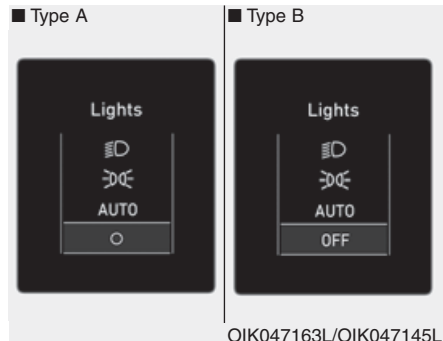 ■ Type A
■ Type B
Lights
AUTO
O
Lights
AUTO
OFF
OIK047163L/OIK047145L